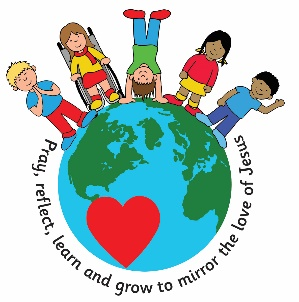 Pray, reflect, learn and grow to mirror the love of Jesus